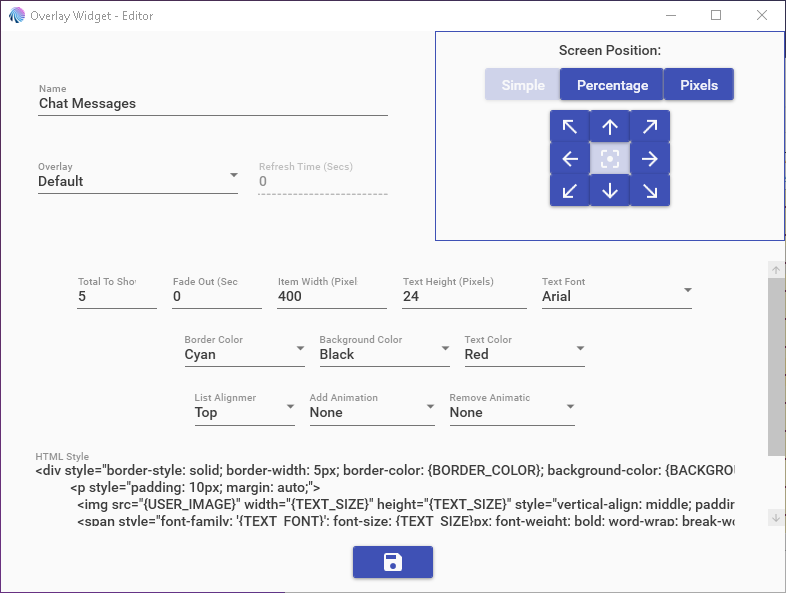 Overlay Widget - Editor
Screen Position:
Simple Percentage Pixels
Name
Chat Messages
Overlay Refresh Time (Secs)
Default 0
Total To Sho Fade Out (Sec Item Width (Pixel Text Height (Pixels) Text Font
5 0 400 24 Arial
Border Color Background Color Text Color
Cyan Black Red
List Alignmer Add Animation Remove Animatic
Top None None
HTML Style
<div style="border-style: solid; border-width: 5px; border-color: {BORDER_COLOR}; background-color: {BACKGRO
<p style="padding: 10px; margin: auto;">
<img src="{USER_IMAGE}" width="{TEXT_SIZE}" height="{TEXT_SIZE}" style="vertical-align: middle; paddin
<span style="font-family: '{TEXT_FONT}'; font-size: {TEXT_SIZE}px; font-weight: bold; word-wrap: break-wo